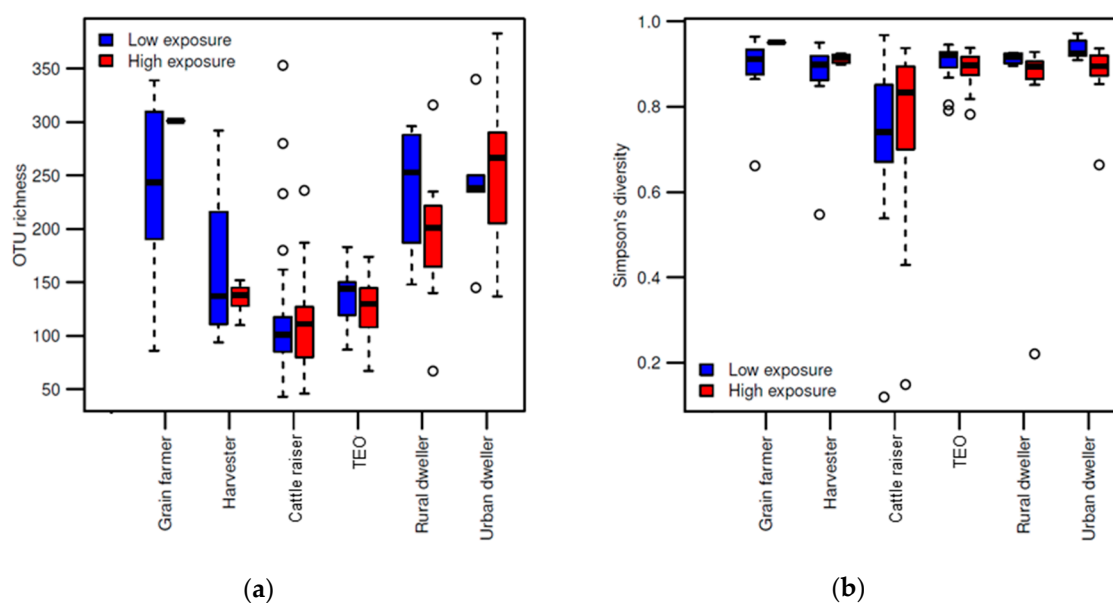 Low exposure
High exposure
OTU richness
350
300
250
200
150
100
50
Grain farmer
Harvester
Cattle raiser
TEO
Rural dweller
Urban dweller
(a)
(b)
Simpson's diversity
1.0
0.8
0.6
0.4
0.2
Low exposure
High exposure
Grain farmer
Harvester
Cattle raiser
TEO
Rural dweller
Urban dweller